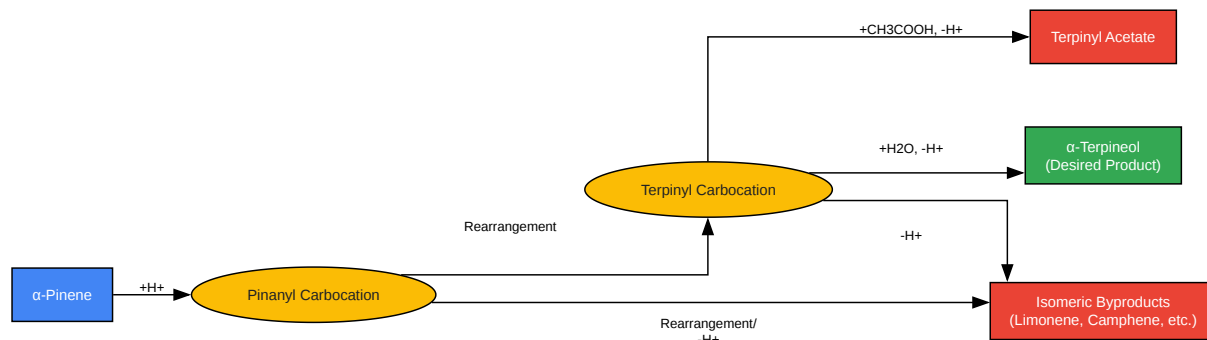 +CH3COOH, -H+
Terpinyl Acetate
+H2O, -H+
α-Terpineol
(Desired Product)
Terpinyl Carbocation
Rearrangement
-H+
α-Pinene
+H+
Pinanyl Carbocation
Isomeric Byproducts
(Limonene, Camphene, etc.)
Rearrangement/
-H+